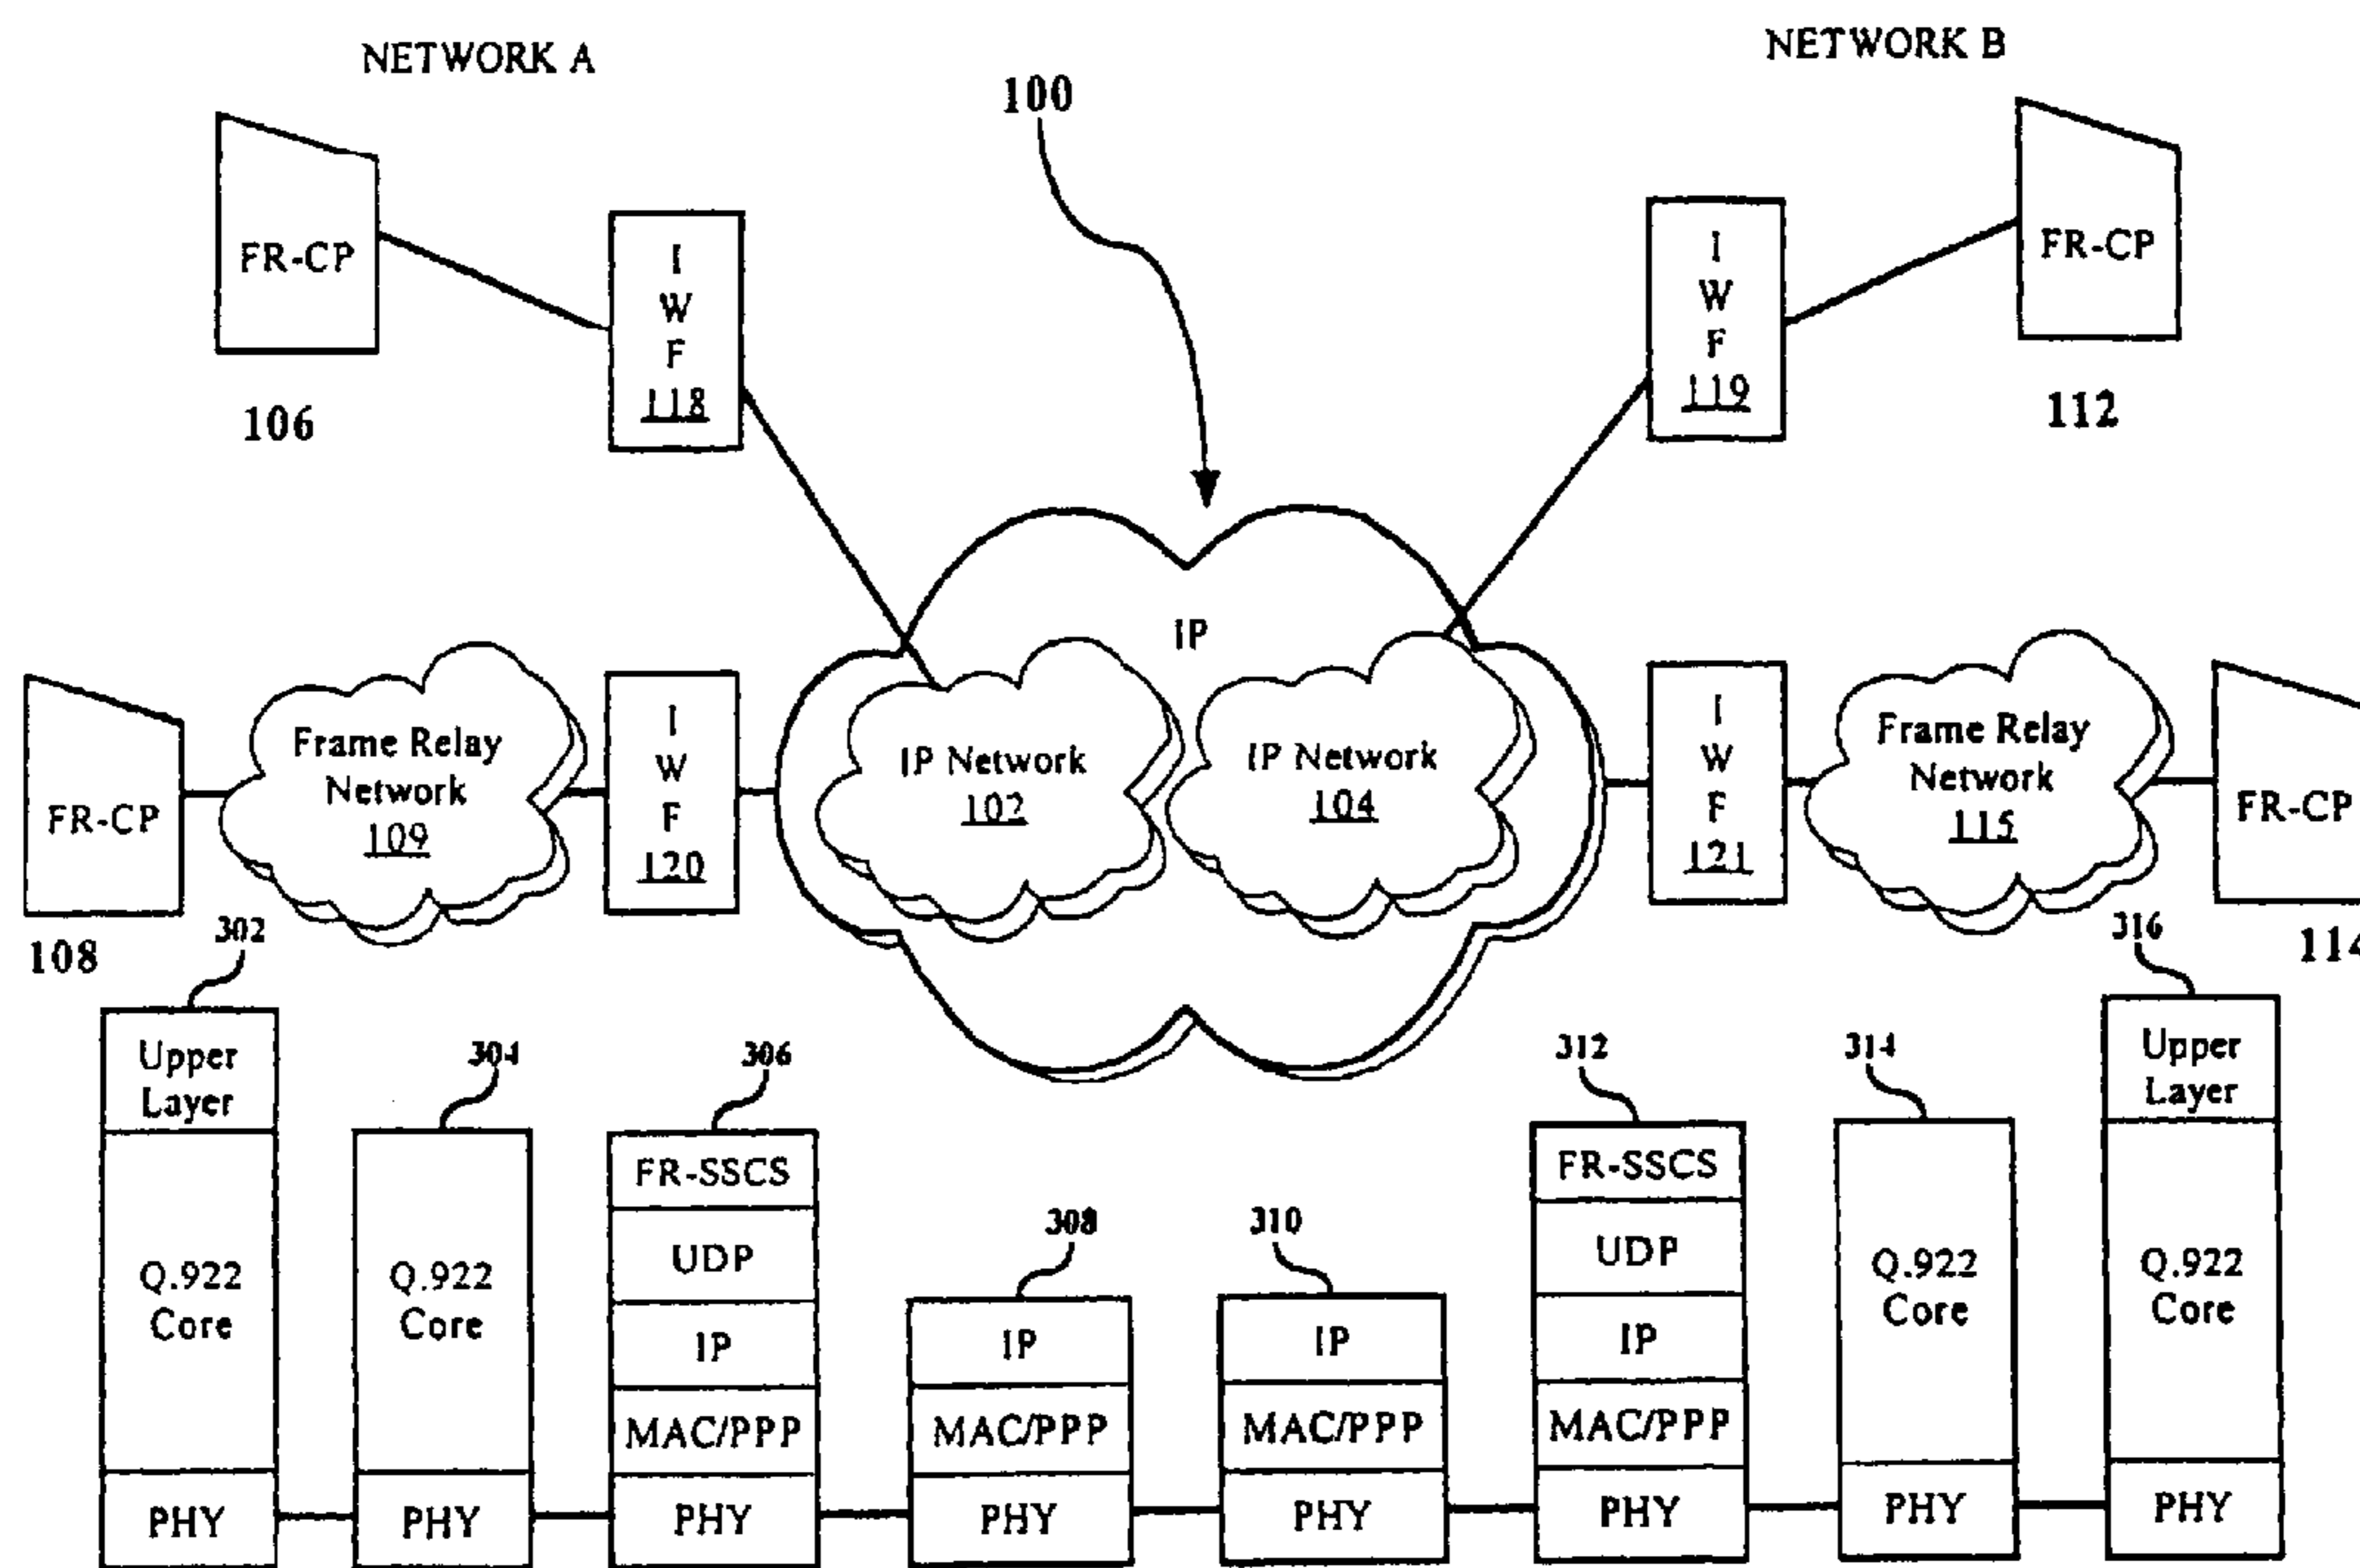 NETWORK A
NETWORK B
100
FR-CP
106
I
W
F
118
I
W
F
119
FR-CP
112
IP
FR-CP
108
Frame Relay
Network
109
I
W
F
120
IP Network
102
IP Network
104
I
W
F
121
Frame Relay
Network
115
FR-CP
114
302
316
Upper
Layer
Q.922
Core
PHY
304
Q.922
Core
PHY
306
FR-SSCS
UDP
IP
MAC/PPP
PHY
308
IP
MAC/PPP
PHY
310
IP
MAC/PPP
PHY
312
FR-SSCS
UDP
IP
MAC/PPP
PHY
314
Q.922
Core
PHY
Upper
Layer
Q.922
Core
PHY